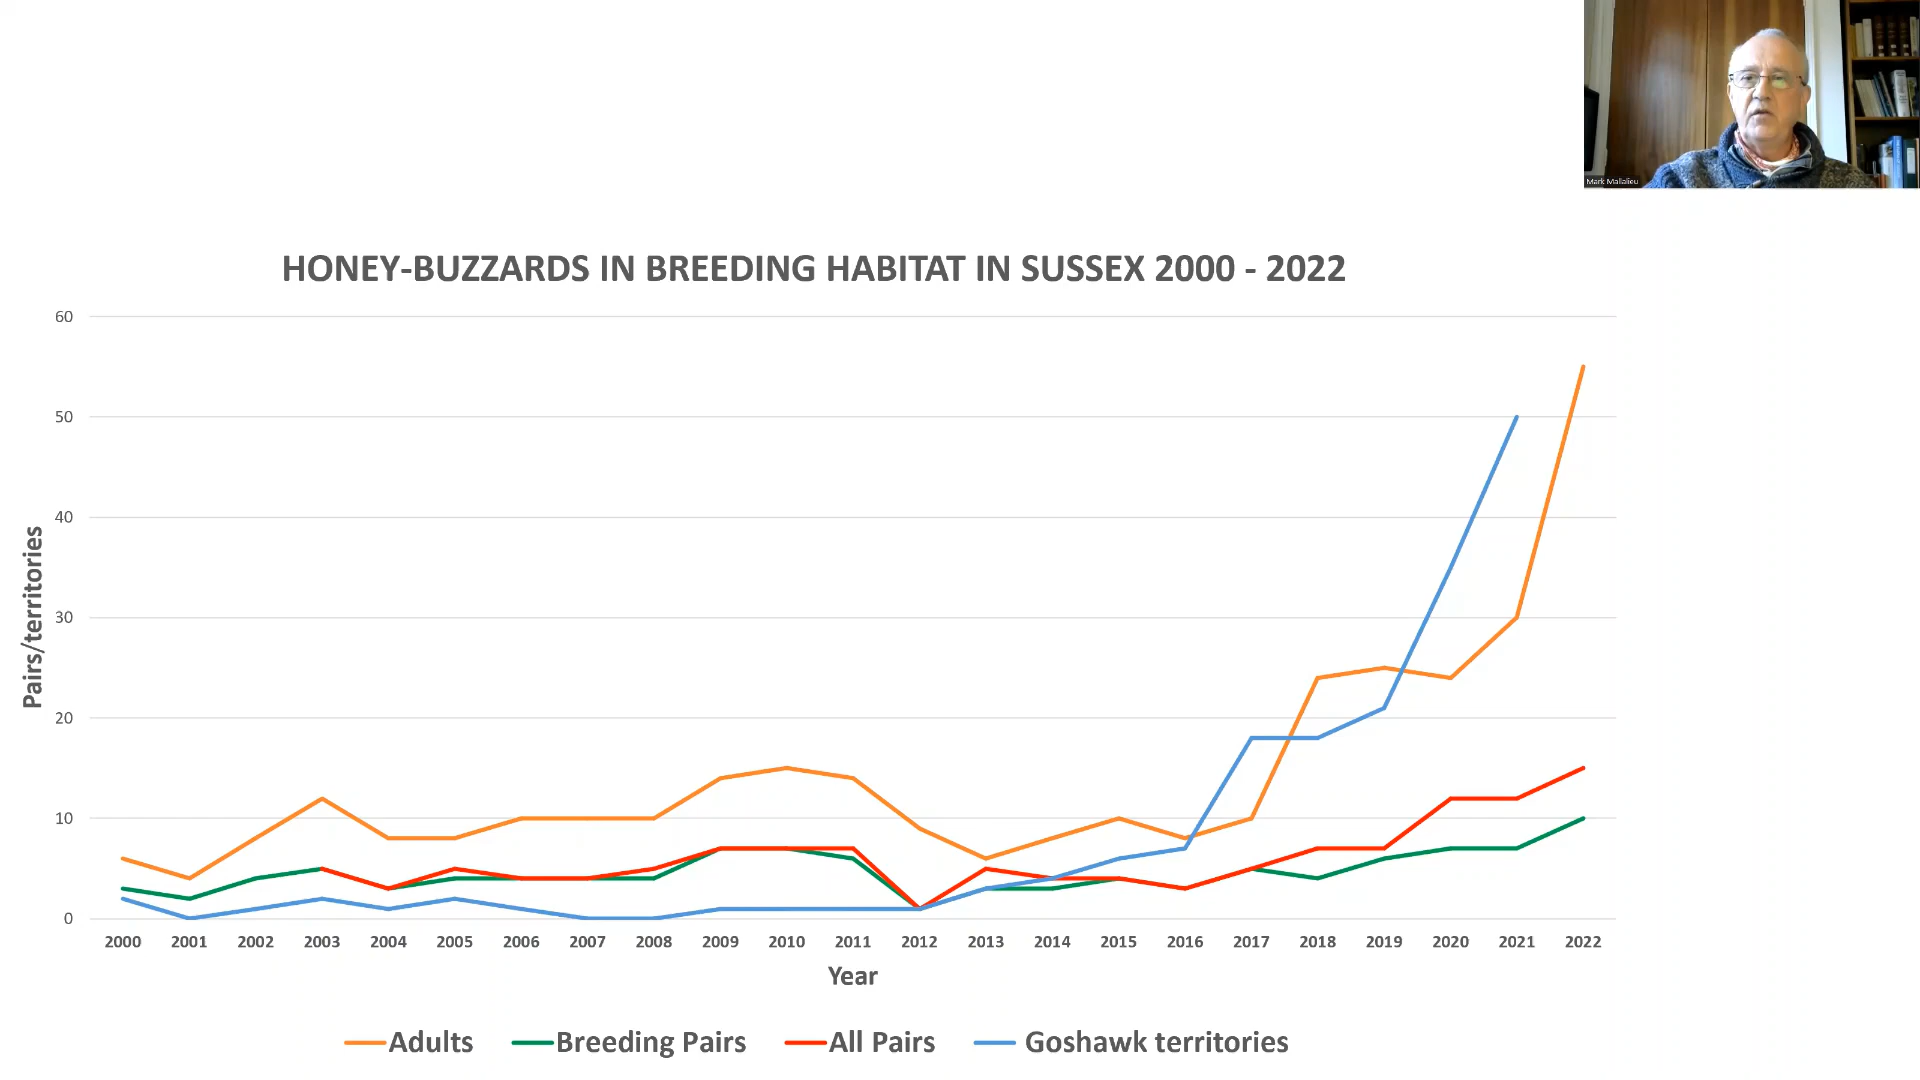 Mark Mallalieu
HONEY-BUZZARDS IN BREEDING HABITAT IN SUSSEX 2000 - 2022
Pairs/territories
60
50
40
30
20
10
0
2000 2001 2002 2003 2004 2005 2006 2007 2008 2009 2010 2011 2012 2013 2014 2015 2016 2017 2018 2019 2020 2021 2022
Year
Adults Breeding Pairs All Pairs Goshawk territories